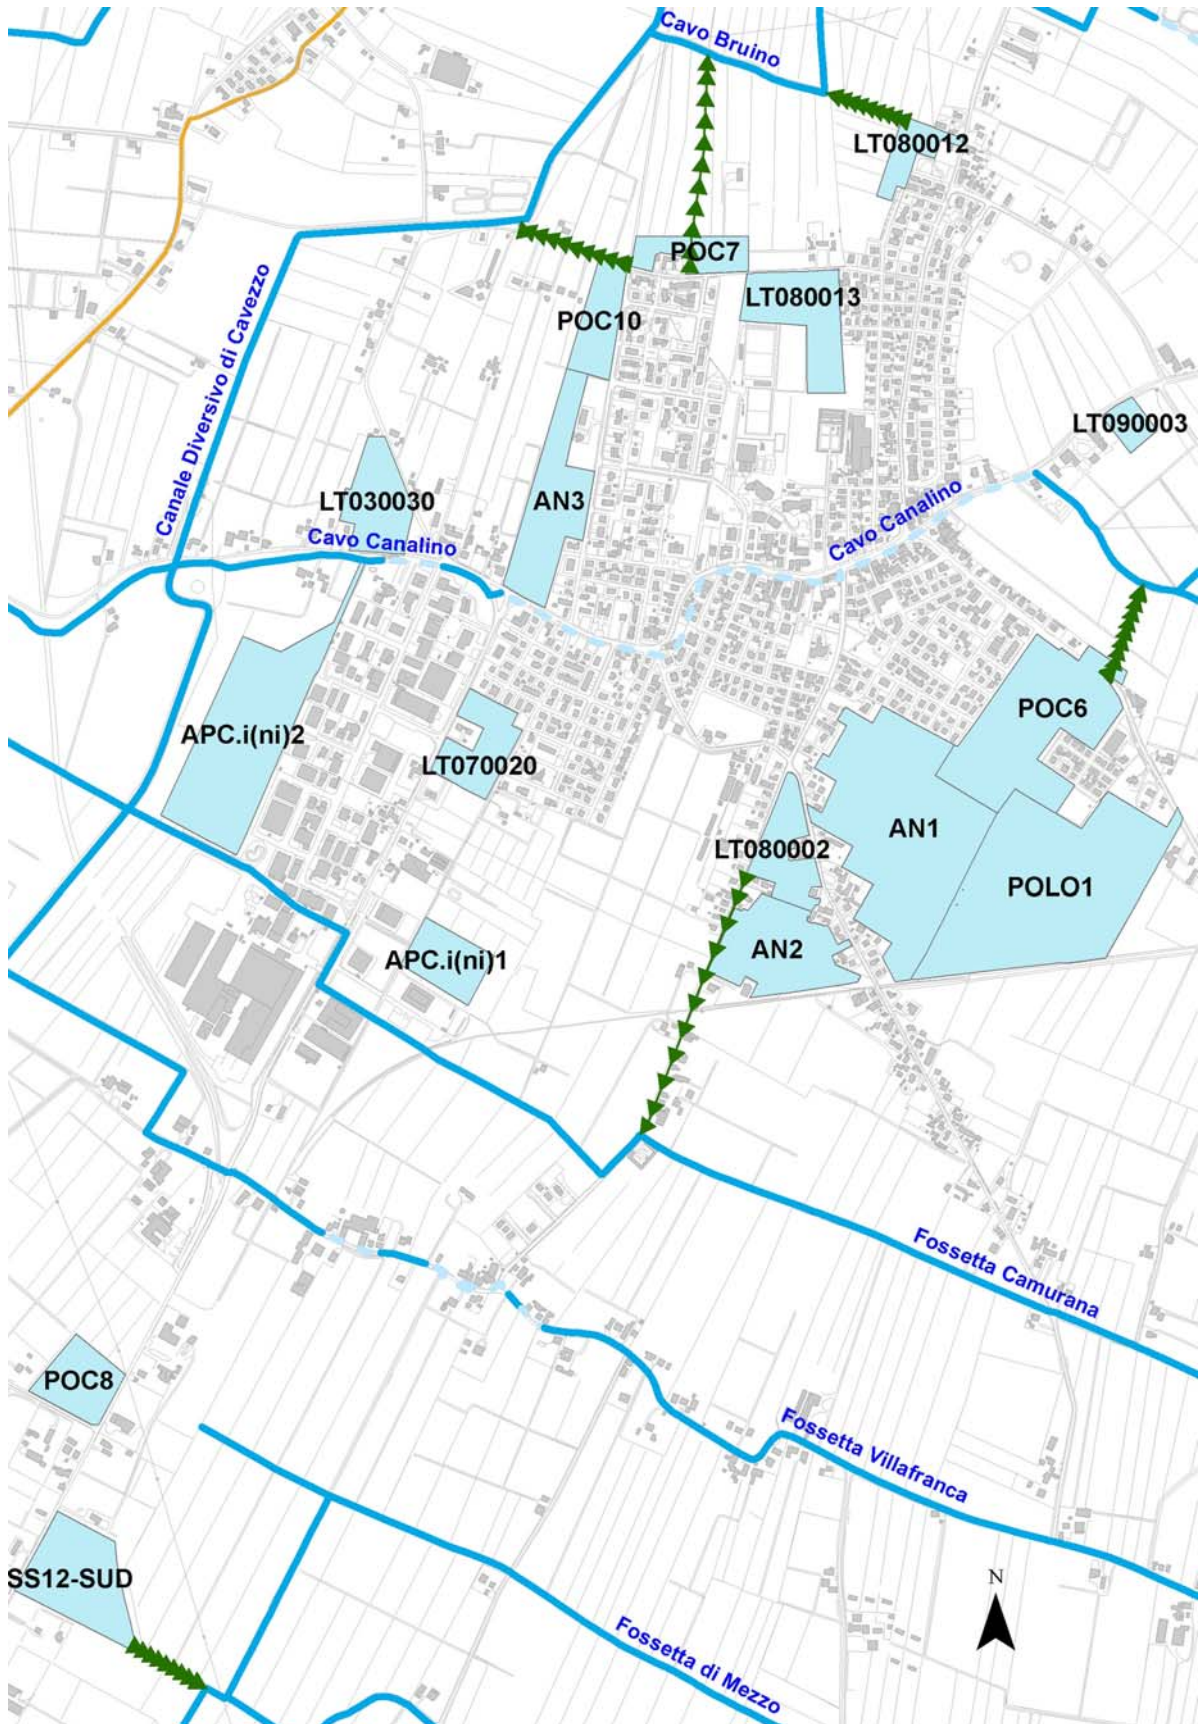 Cavo Bruino
LT080012
POC7
LT080013
POC10
Canale Diversivo di Cavezzo
LT090003
LT030030
AN3
Cavo Canalino
Cavo Canalino
POC6
APC.i(ni)2
LT070020
AN1
LT080002
POLO1
AN2
APC.i(ni)1
Fossetta Camurana
POC8
Fossetta Villafranca
SS12-SUD
N
Fossetta di Mezzo